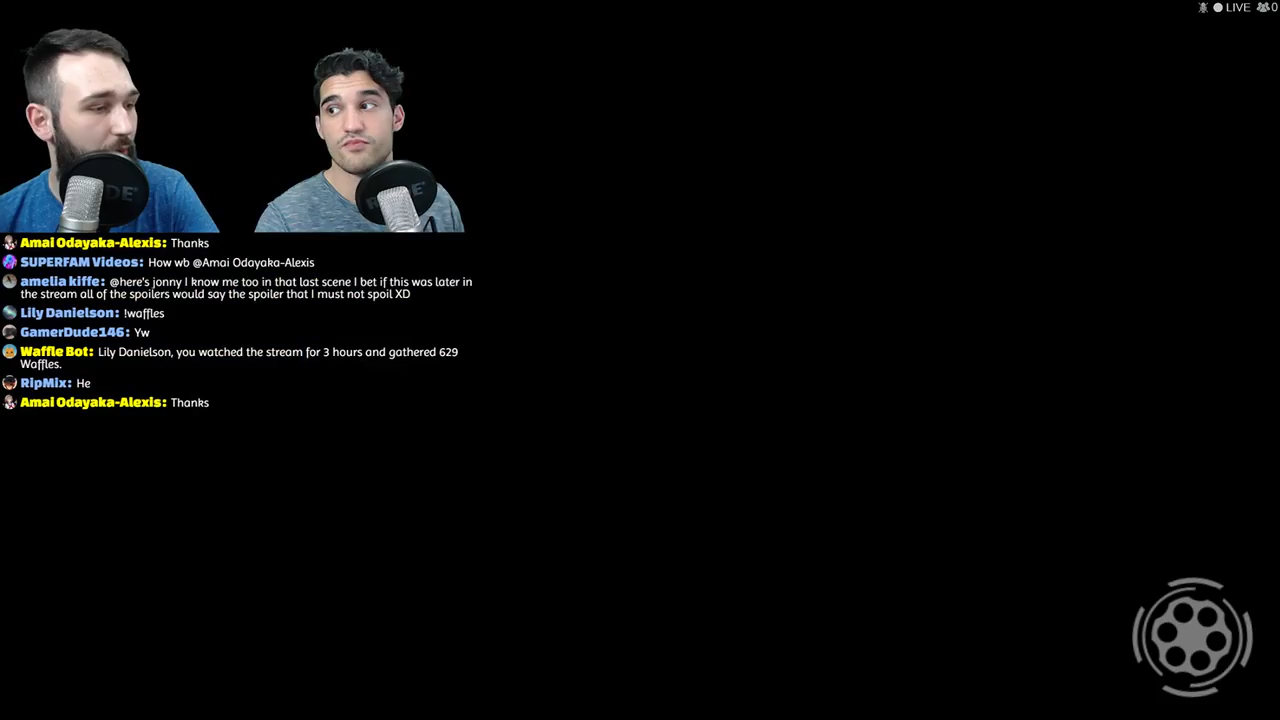 LIVE 0
DE
R E
Amai Odayaka-Alexis: Thanks
SUPERFAM Videos: How wb @Amai Odayaka-Alexis
amelia kiffe: @here's jonny I know me too in that last scene I bet if this was later in
the stream all of the spoilers would say the spoiler that I must not spoil XD
Lily Danielson: !waffles
GamerDude146: Yw
Waffle Bot: Lily Danielson, you watched the stream for 3 hours and gathered 629
Waffles.
RipMix: He
Amai Odayaka-Alexis: Thanks